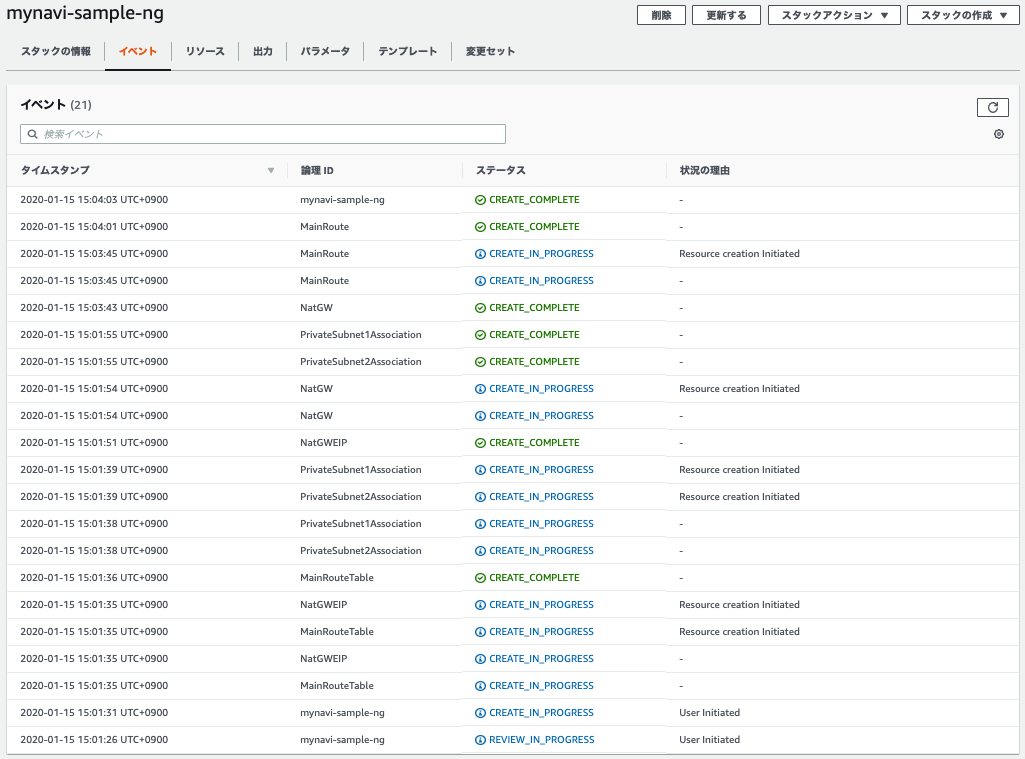 mynavi-sample-ng
削除 更新する スタックアクション ▼ スタックの作成 ▼
スタックの情報 イベント リソース 出力 パラメータ テンプレート 変更セット
イベント (21)
検索イベント
タイムスタンプ ▼ 論理 ID ステータス 状況の理由
2020-01-15 15:04:03 UTC+0900 mynavi-sample-ng CREATE_COMPLETE -
2020-01-15 15:04:01 UTC+0900 MainRoute CREATE_COMPLETE -
2020-01-15 15:03:45 UTC+0900 MainRoute CREATE_IN_PROGRESS Resource creation Initiated
2020-01-15 15:03:45 UTC+0900 MainRoute CREATE_IN_PROGRESS -
2020-01-15 15:03:43 UTC+0900 NatGW CREATE_COMPLETE -
2020-01-15 15:01:55 UTC+0900 PrivateSubnet1Association CREATE_COMPLETE -
2020-01-15 15:01:55 UTC+0900 PrivateSubnet2Association CREATE_COMPLETE -
2020-01-15 15:01:54 UTC+0900 NatGW CREATE_IN_PROGRESS Resource creation Initiated
2020-01-15 15:01:54 UTC+0900 NatGW CREATE_IN_PROGRESS -
2020-01-15 15:01:51 UTC+0900 NatGWEIP CREATE_COMPLETE -
2020-01-15 15:01:39 UTC+0900 PrivateSubnet1Association CREATE_IN_PROGRESS Resource creation Initiated
2020-01-15 15:01:39 UTC+0900 PrivateSubnet2Association CREATE_IN_PROGRESS Resource creation Initiated
2020-01-15 15:01:38 UTC+0900 PrivateSubnet1Association CREATE_IN_PROGRESS -
2020-01-15 15:01:38 UTC+0900 PrivateSubnet2Association CREATE_IN_PROGRESS -
2020-01-15 15:01:36 UTC+0900 MainRouteTable CREATE_COMPLETE -
2020-01-15 15:01:35 UTC+0900 NatGWEIP CREATE_IN_PROGRESS Resource creation Initiated
2020-01-15 15:01:35 UTC+0900 MainRouteTable CREATE_IN_PROGRESS Resource creation Initiated
2020-01-15 15:01:35 UTC+0900 NatGWEIP CREATE_IN_PROGRESS -
2020-01-15 15:01:35 UTC+0900 MainRouteTable CREATE_IN_PROGRESS -
2020-01-15 15:01:31 UTC+0900 mynavi-sample-ng CREATE_IN_PROGRESS User Initiated
2020-01-15 15:01:26 UTC+0900 mynavi-sample-ng REVIEW_IN_PROGRESS User Initiated